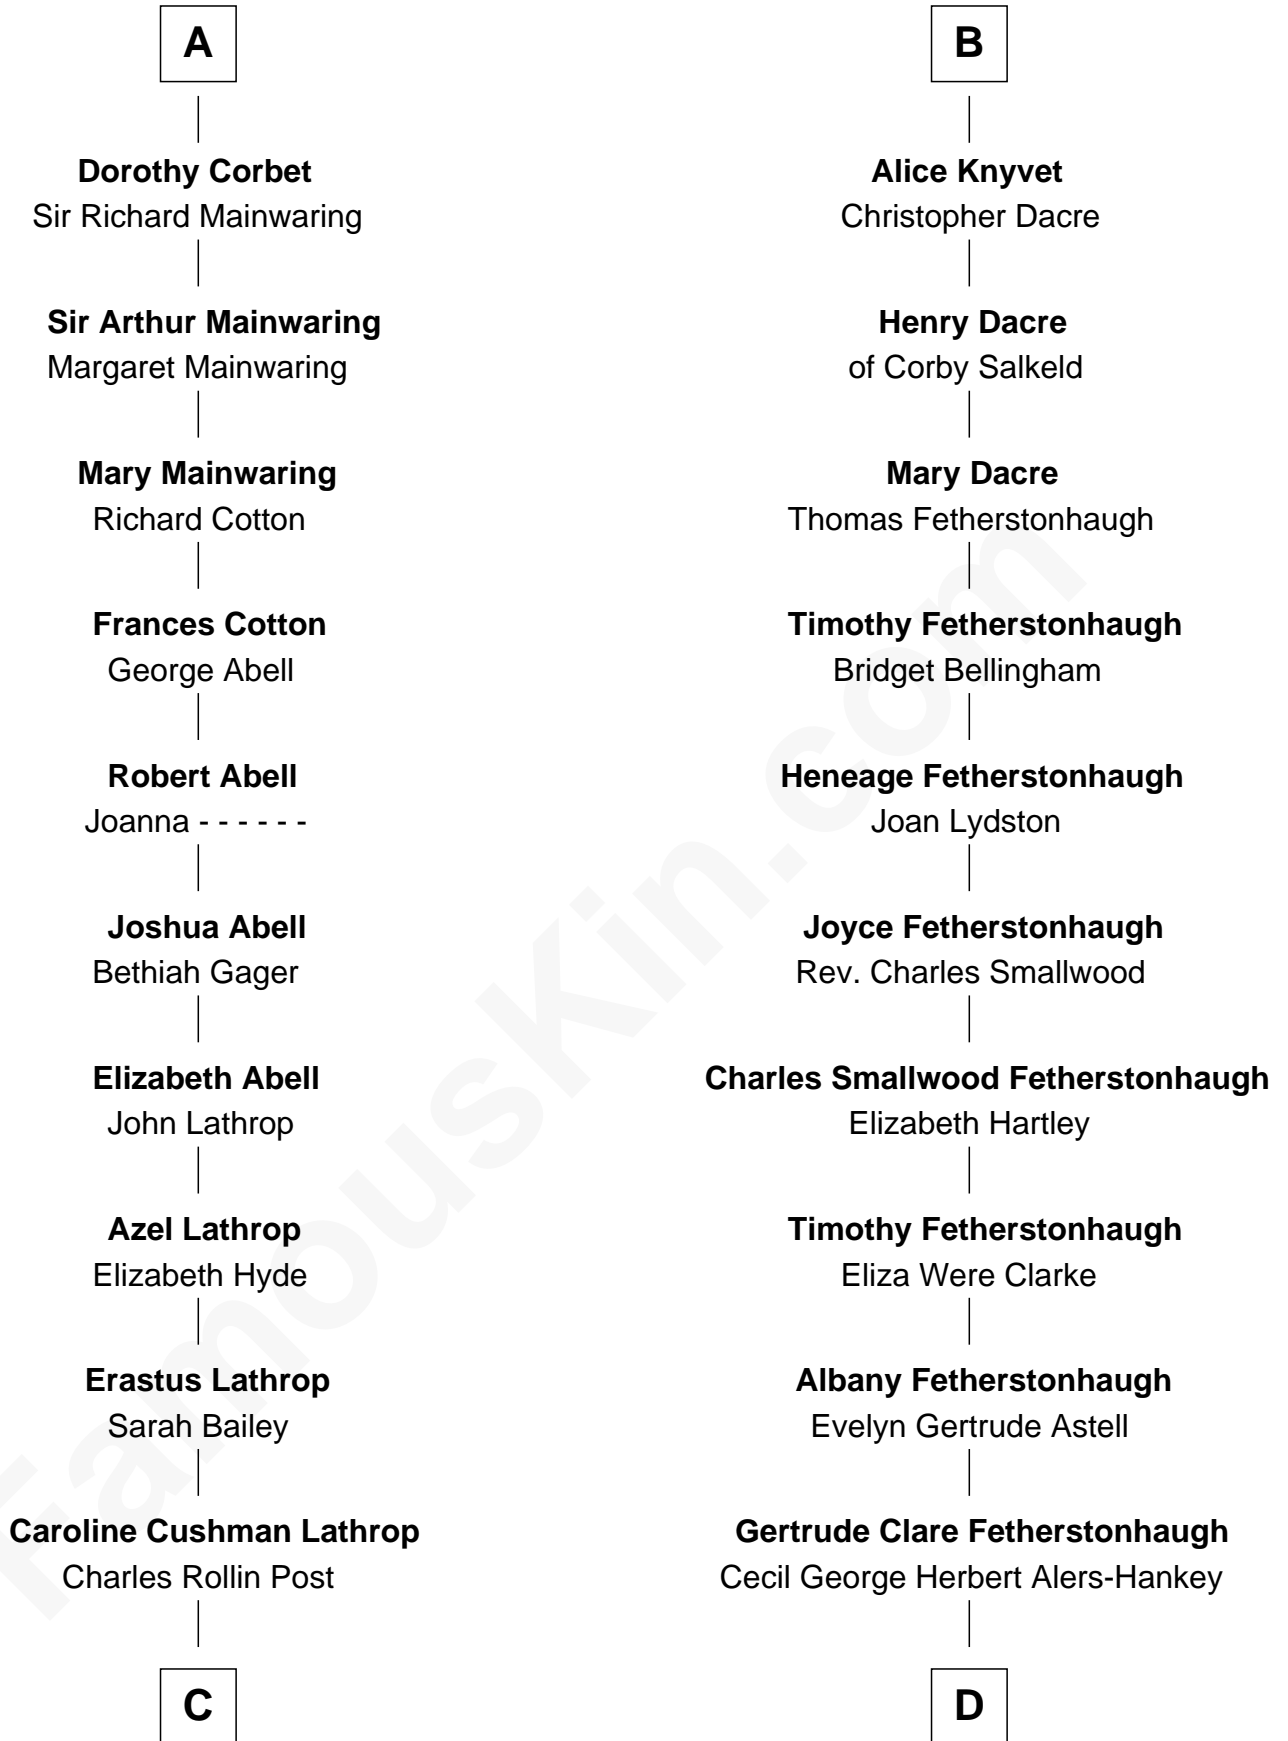 A
Dorothy Corbet
Sir Richard Mainwaring
Sir Arthur Mainwaring
Margaret Mainwaring
Mary Mainwaring
Richard Cotton
Frances Cotton
George Abell
Robert Abell
Joanna - - - - - -
Joshua Abell
Bethiah Gager
Elizabeth Abell
John Lathrop
Azel Lathrop
Elizabeth Hyde
Erastus Lathrop
Sarah Bailey
Caroline Cushman Lathrop
Charles Rollin Post
C
B
Alice Knyvet
Christopher Dacre
Henry Dacre
of Corby Salkeld
Mary Dacre
Thomas Fetherstonhaugh
Timothy Fetherstonhaugh
Bridget Bellingham
Heneage Fetherstonhaugh
Joan Lydston
Joyce Fetherstonhaugh
Rev. Charles Smallwood
Charles Smallwood Fetherstonhaugh
Elizabeth Hartley
Timothy Fetherstonhaugh
Eliza Were Clarke
Albany Fetherstonhaugh
Evelyn Gertrude Astell
Gertrude Clare Fetherstonhaugh
Cecil George Herbert Alers-Hankey
D
FamousKin.com